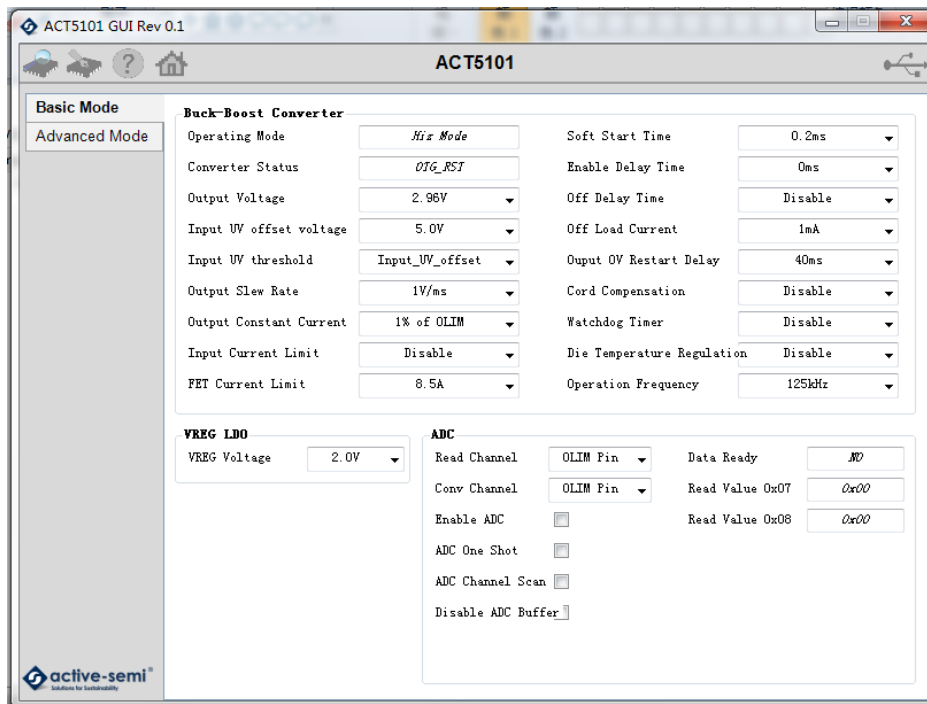 ACT5101 GUI Rev 0.1
ACT5101
Basic Mode
Advanced Mode
Buck-Boost Converter
Operating Mode Hiz Mode Soft Start Time 0.2ms
Converter Status OTG_RST Enable Delay Time 0ms
Output Voltage 2.96V Off Delay Time Disable
Input UV offset voltage 5.0V Off Load Current 1mA
Input UV threshold Input_UV_offset Ouput OV Restart Delay 40ms
Output Slew Rate 1V/ms Cord Compensation Disable
Output Constant Current 1% of OLIM Watchdog Timer Disable
Input Current Limit Disable Die Temperature Regulation Disable
FET Current Limit 8.5A Operation Frequency 125kHz
VREG LDO
VREG Voltage 2.0V
ADC
Read Channel OLIM Pin Data Ready NO
Conv Channel OLIM Pin Read Value 0x07 0x00
Enable ADC Read Value 0x08 0x00
ADC One Shot
ADC Channel Scan
Disable ADC Buffer
active-semi®
Solutions for Sustainability